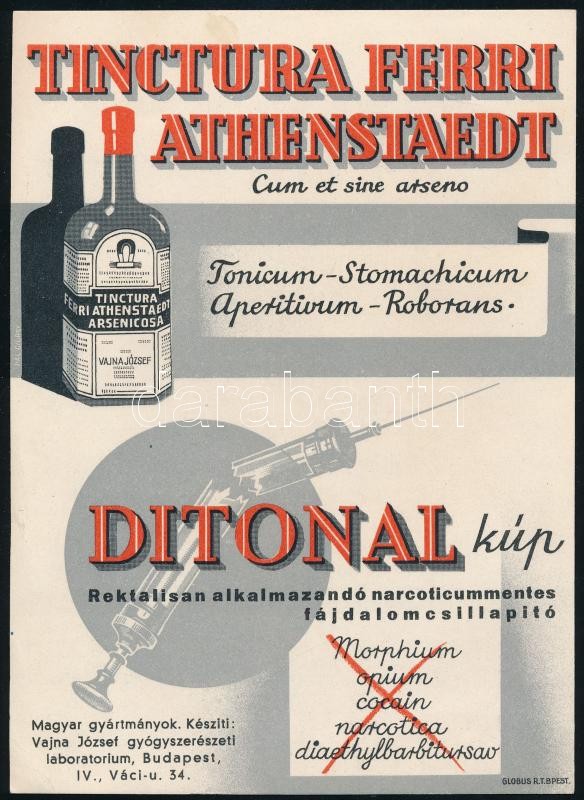 TINCTURA FERRI
ATHENSTAEDT
Cum et sine arseno
Tonicum-Stomachicum
Aperitivum-Roborans.
TINCTURA
FERRI ATHENSTAEDT
ARSENICOSA
VAJNA JÓZSEF
darabanth
DITONAL kúp
Rektalisan alkalmazandó narcoticummentes
fájdalomcsillapitó
Morphium
opium
cocain
narcotica
diaethylbarbitursav
Magyar gyártmányok. Késziti:
Vajna József gyógyszerészeti
laboratorium, Budapest,
IV., Váci-u. 34.
GLOBUS R.T. BPEST.